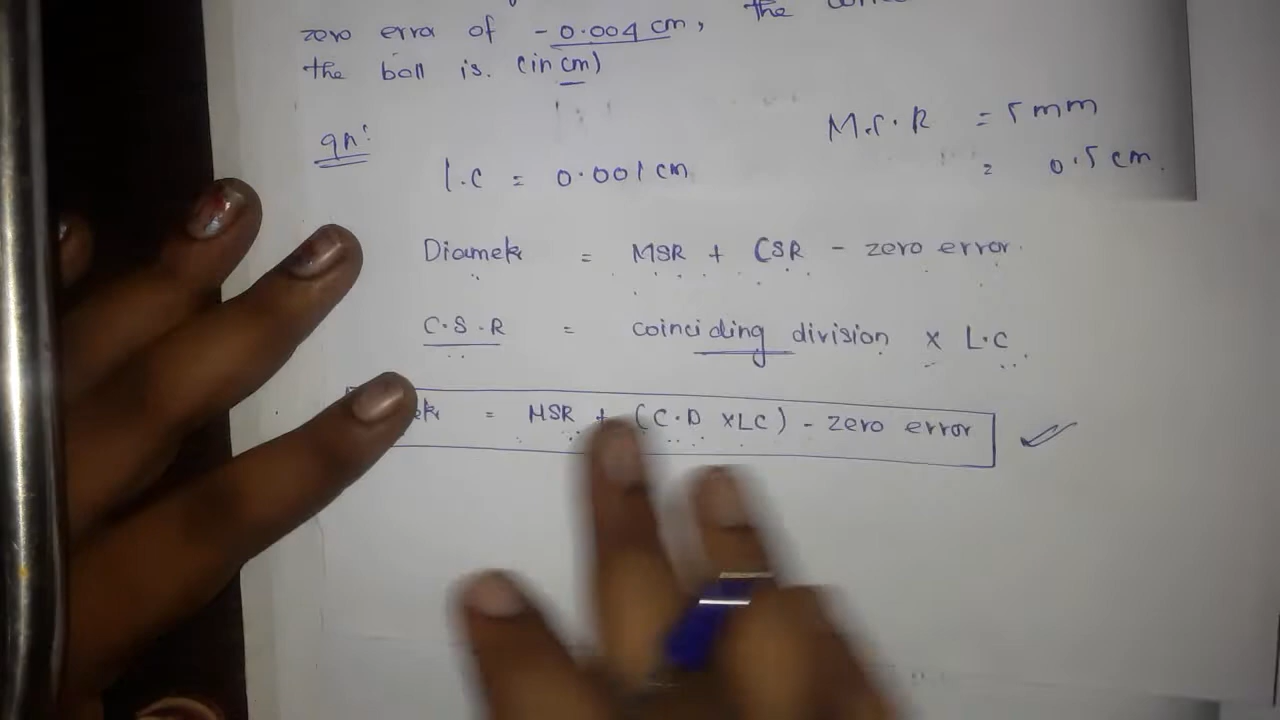 zero error of - 0.004 cm, the
the ball is. (in cm)
gn:
l.c = 0.001 cm
M.S.R = 5 mm
= 0.5 cm.
Diameter = MSR + CSR - zero error.
C.S.R = coinciding division x L.C
= MSR + (C.D x LC) - zero error